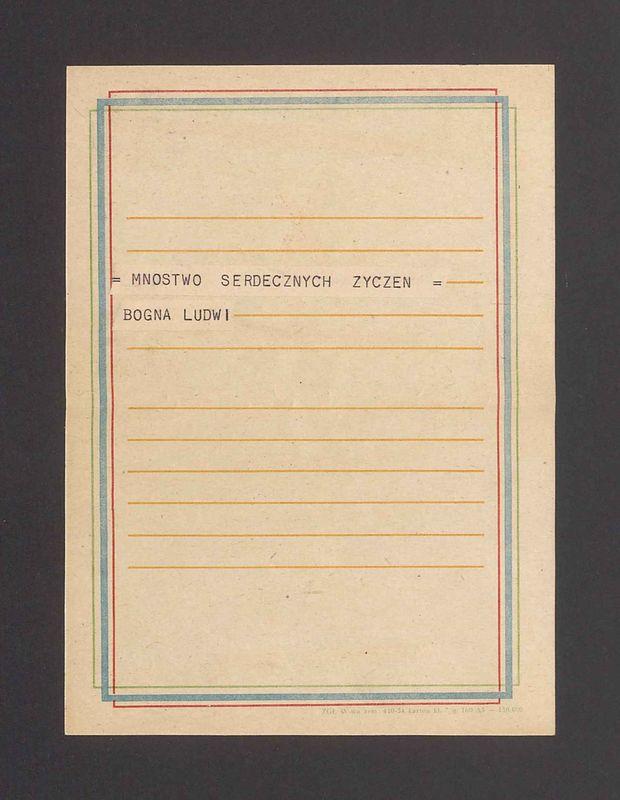 = MNOSTWO SERDECZNYCH ZYCZEN =
BOGNA LUDWI